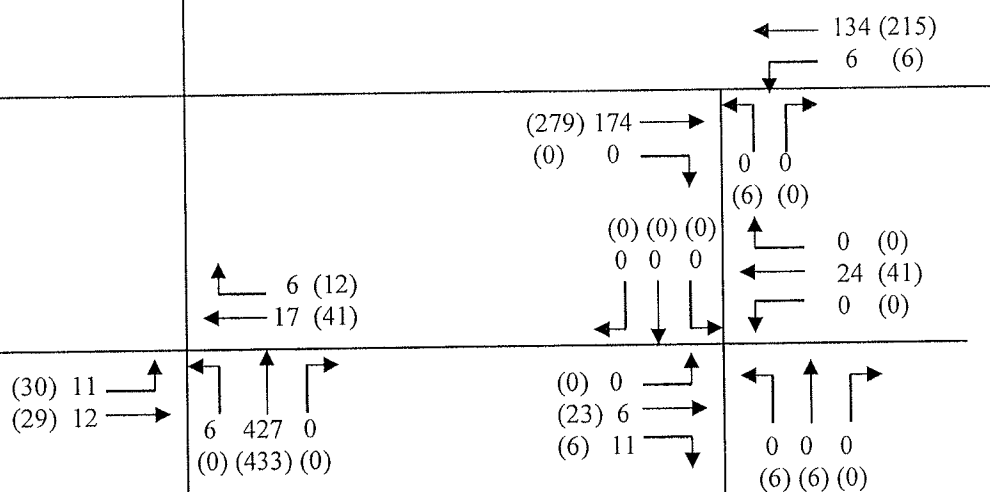 134 (215)
6 (6)
(279) 174
(0) 0
0 0
(6) (0)
(0) (0) (0)
0 0 0
0 (0)
24 (41)
0 (0)
6 (12)
17 (41)
(30) 11
(29) 12
6 427 0
(0) (433) (0)
(0) 0
(23) 6
(6) 11
0 0 0
(6) (6) (0)